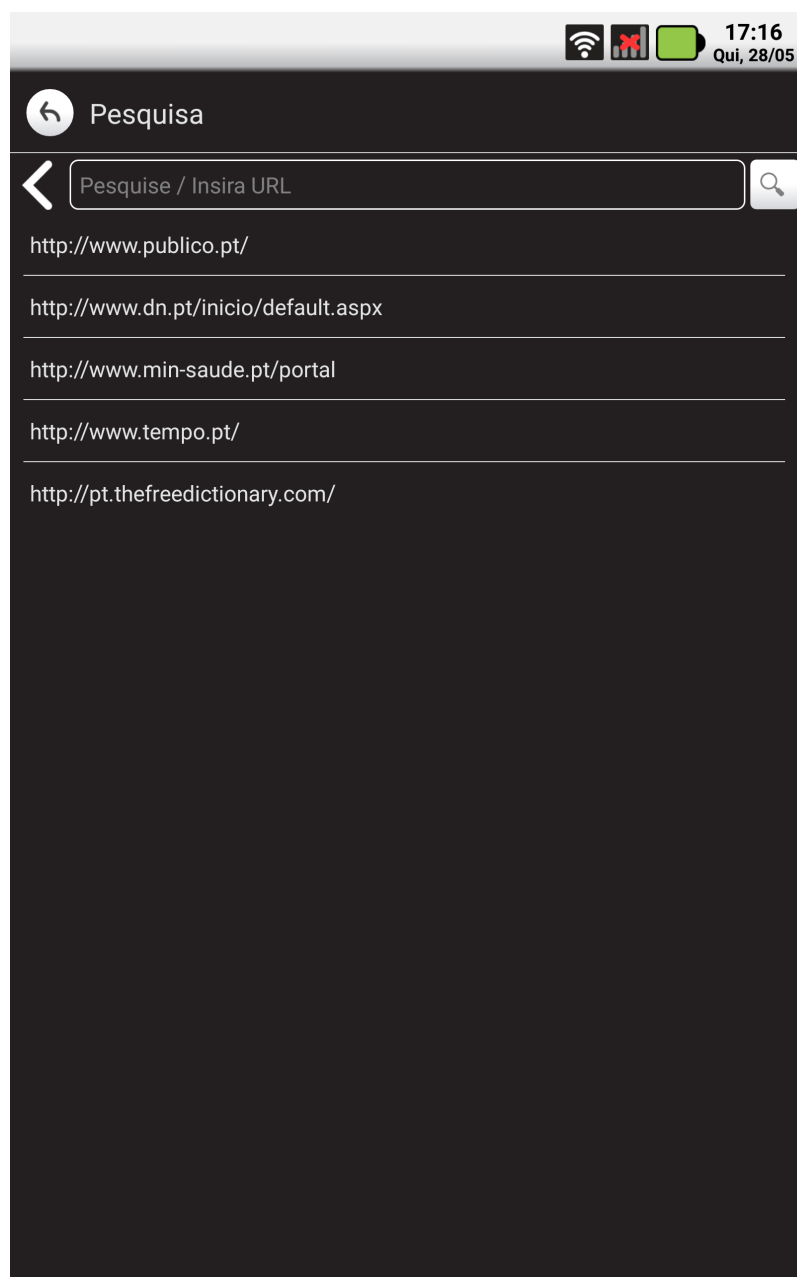 17:16
Qui, 28/05
Pesquisa
Pesquise / Insira URL
http://www.publico.pt/
http://www.dn.pt/inicio/default.aspx
http://www.min-saude.pt/portal
http://www.tempo.pt/
http://pt.thefreedictionary.com/